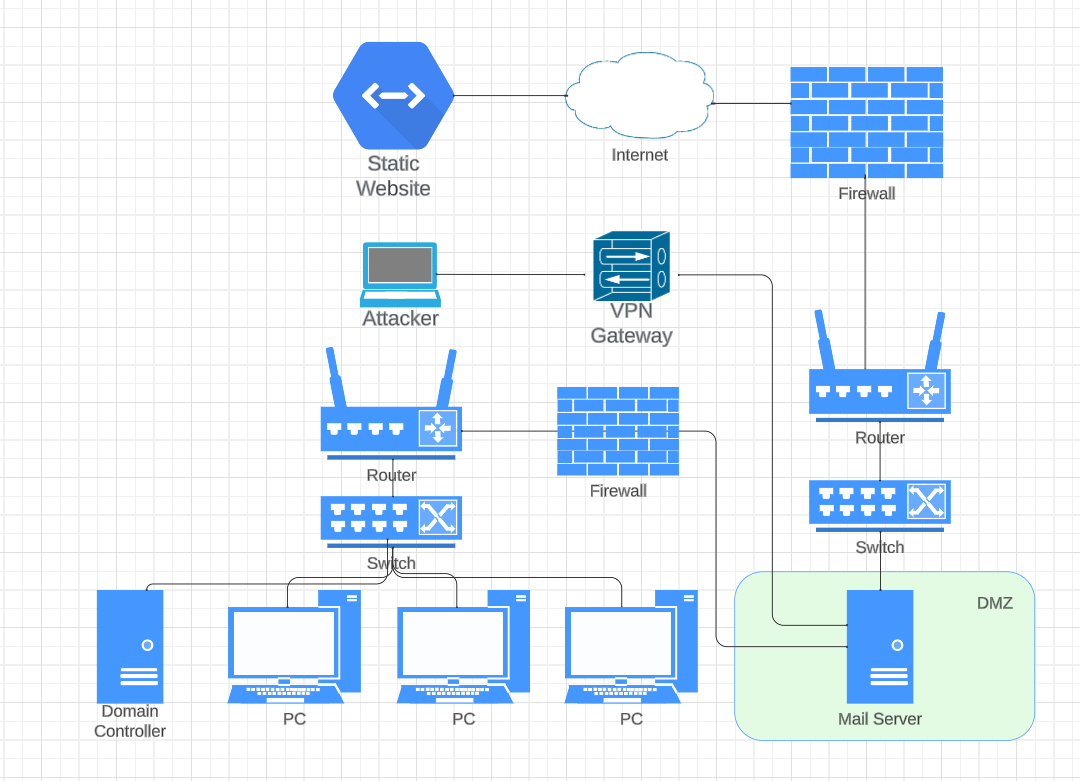 Static
Website
Internet
Firewall
Attacker
VPN
Gateway
Router
Firewall
Router
Switch
Switch
DMZ
Domain
Controller
PC
PC
PC
Mail Server